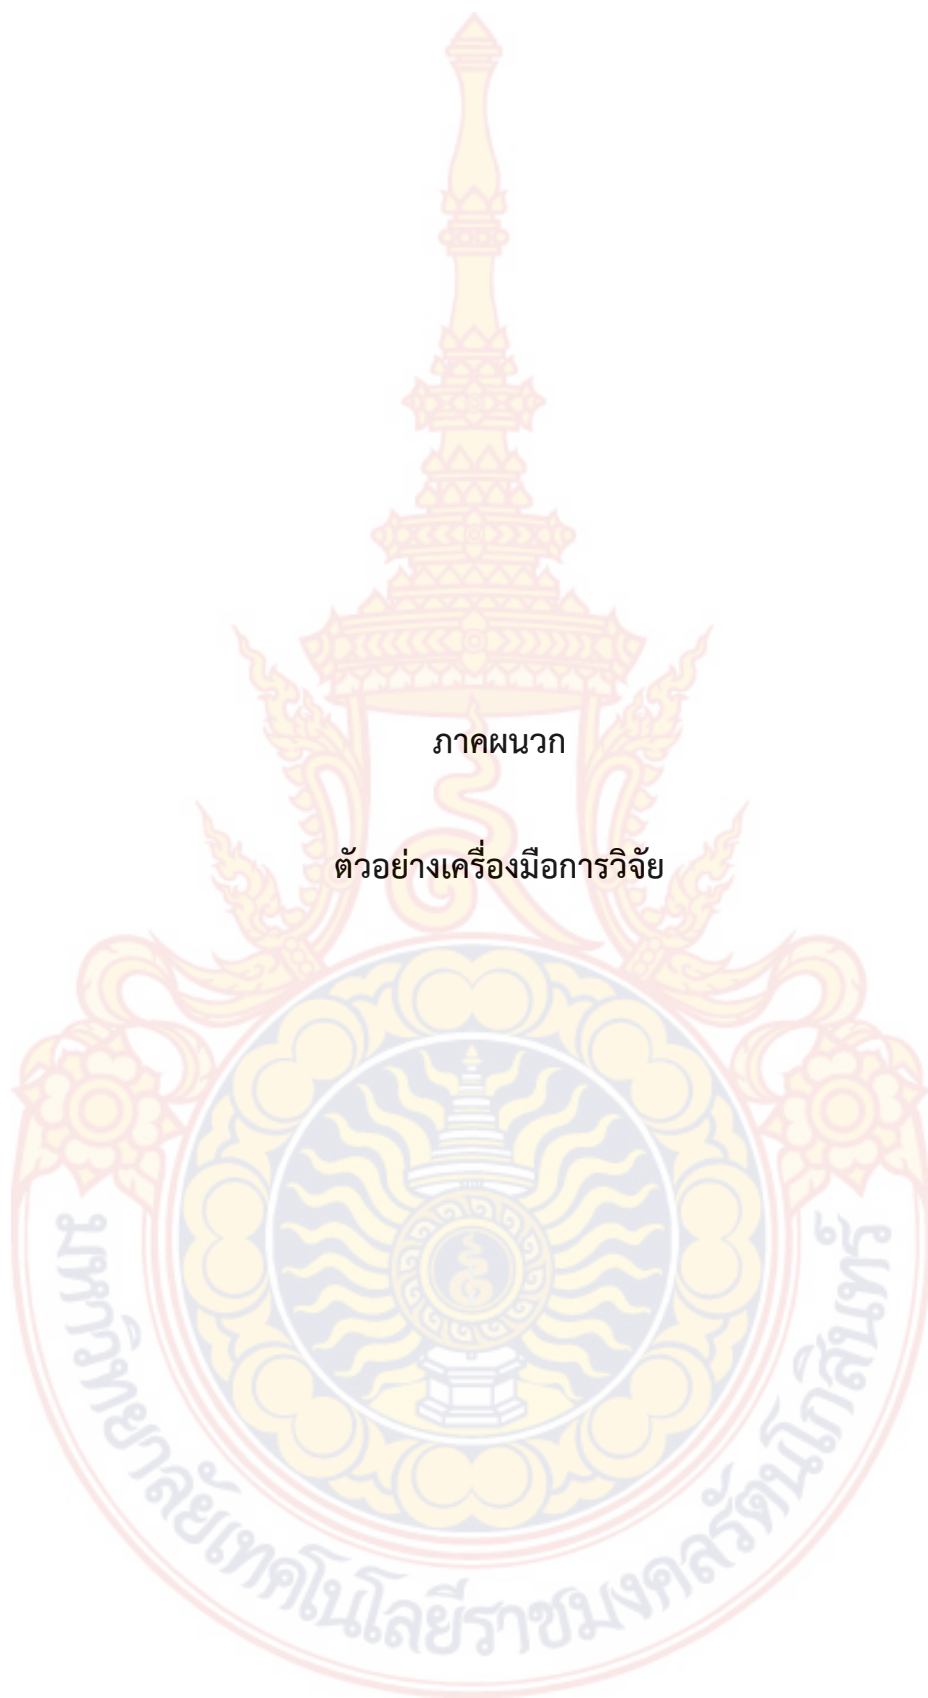 ภาคผนวก
ตัวอย่างเครื่องมือการวิจัย
มหาวิทยาลัยเทคโนโลยีราชมงคลรัตนโกสินทร์